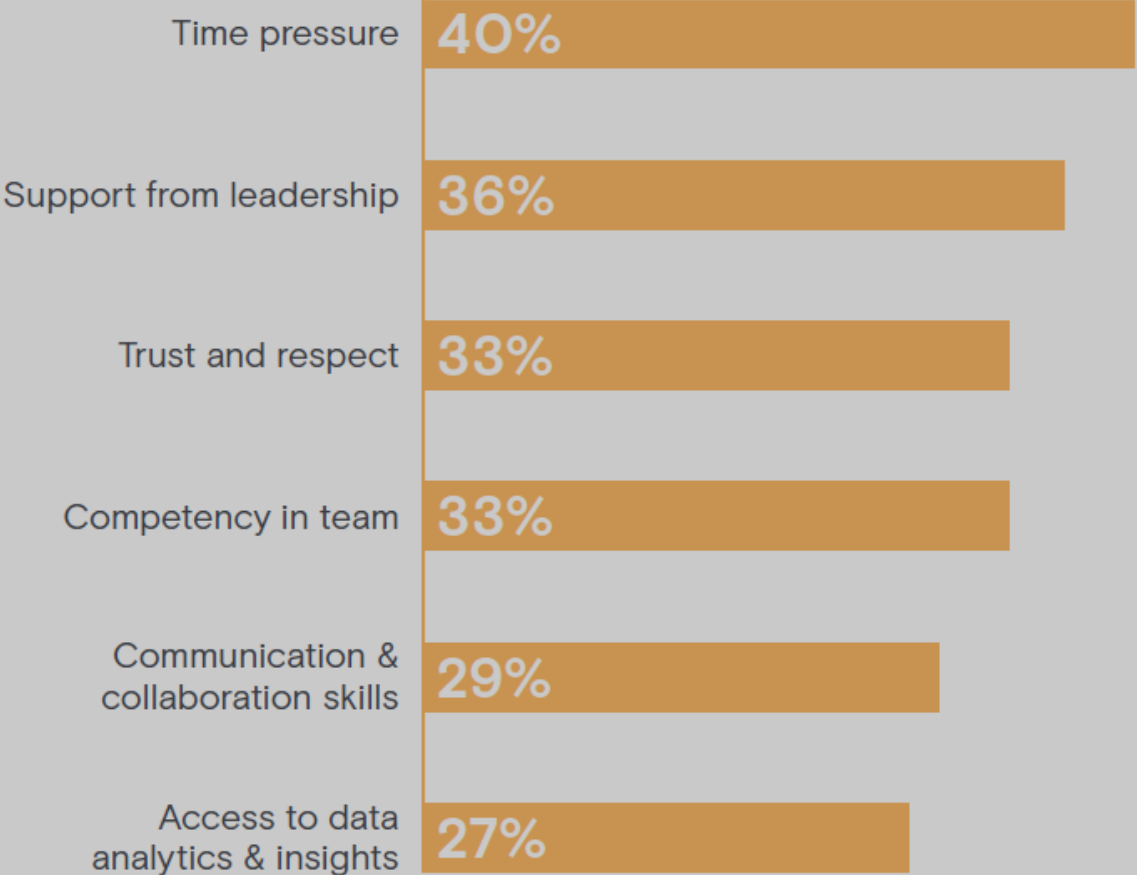 Time pressure 40%
Support from leadership 36%
Trust and respect 33%
Competency in team 33%
Communication &
collaboration skills 29%
Access to data
analytics & insights 27%